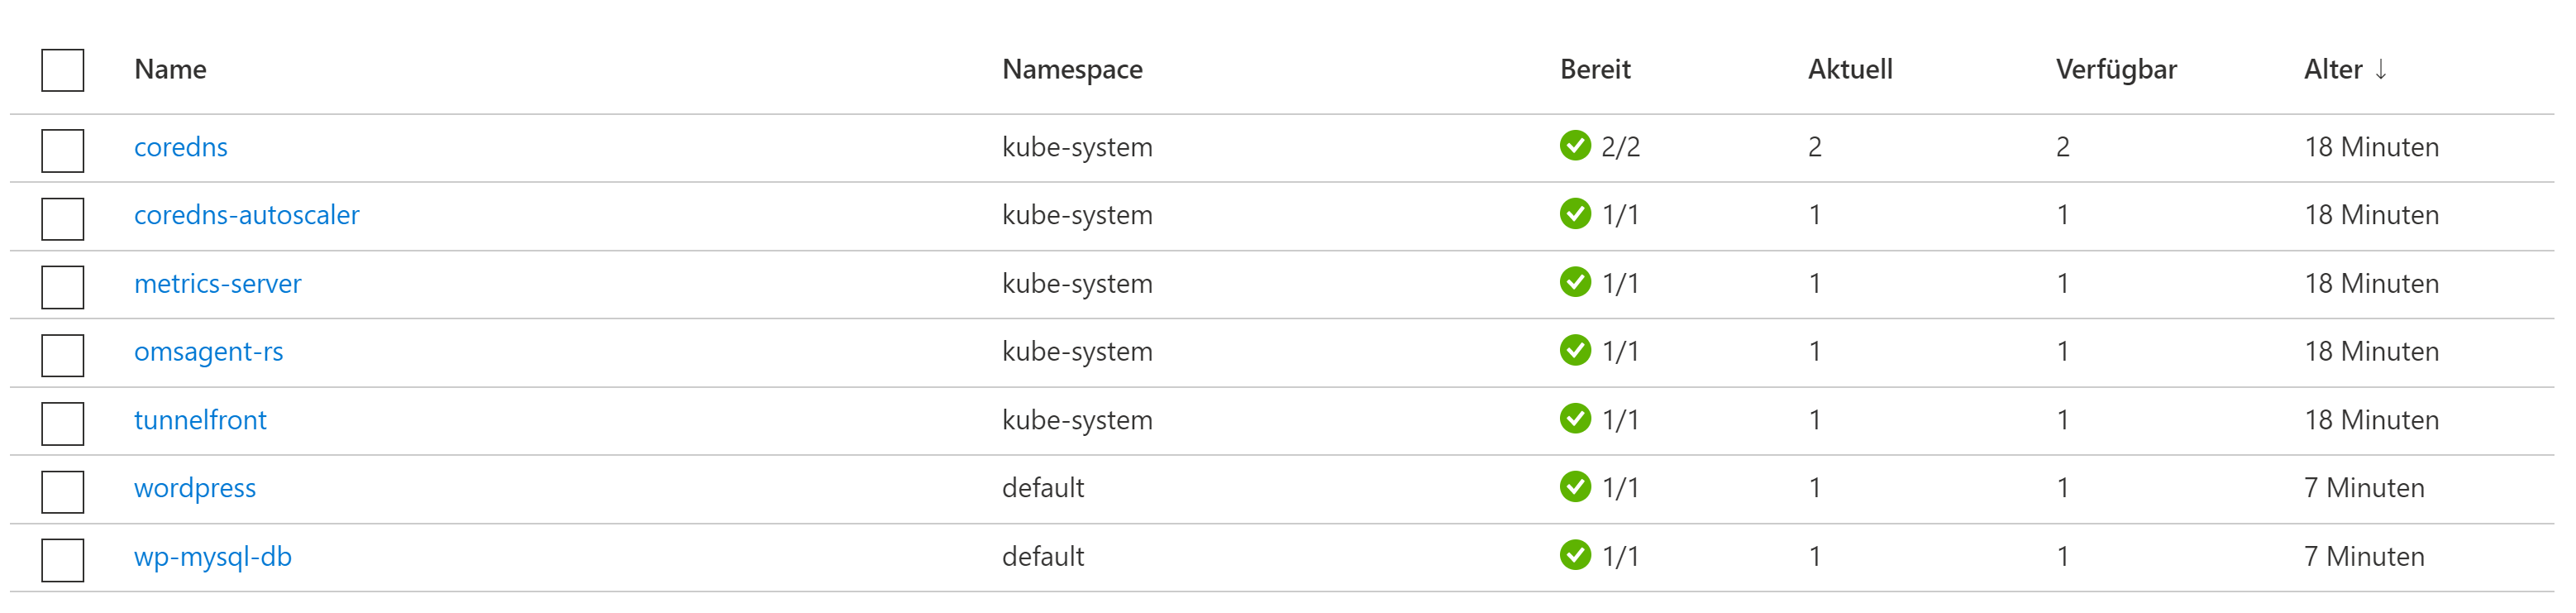 Name Namespace Bereit Aktuell Verfügbar Alter ↓
coredns kube-system 2/2 2 2 18 Minuten
coredns-autoscaler kube-system 1/1 1 1 18 Minuten
metrics-server kube-system 1/1 1 1 18 Minuten
omsagent-rs kube-system 1/1 1 1 18 Minuten
tunnelfront kube-system 1/1 1 1 18 Minuten
wordpress default 1/1 1 1 7 Minuten
wp-mysql-db default 1/1 1 1 7 Minuten